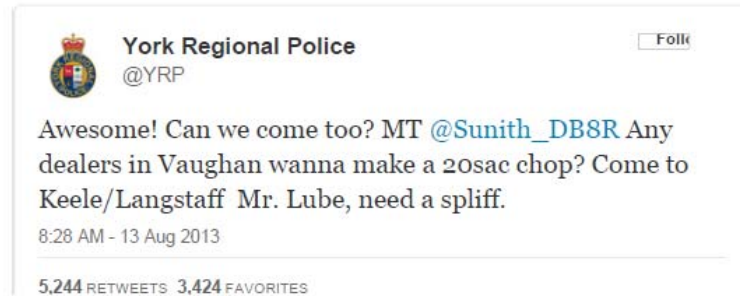 York Regional Police
@YRP
Awesome! Can we come too? MT @Sunith_DB8R Any
dealers in Vaughan wanna make a 20sac chop? Come to
Keele/Langstaff Mr. Lube, need a spliff.
8:28 AM - 13 Aug 2013
5,244 RETWEETS 3,424 FAVORITES